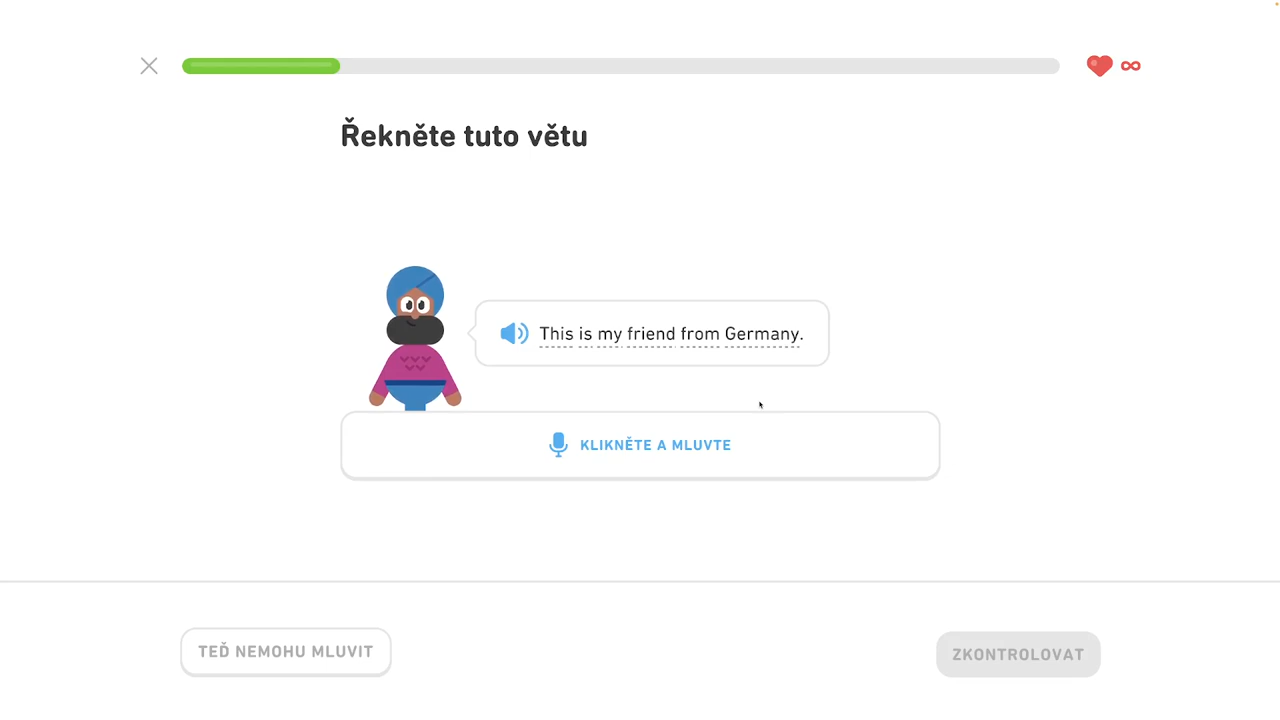 Řekněte tuto větu
This is my friend from Germany.
KLIKNĚTE A MLUVTE
TEĎ NEMOHU MLUVIT
ZKONTROLOVAT